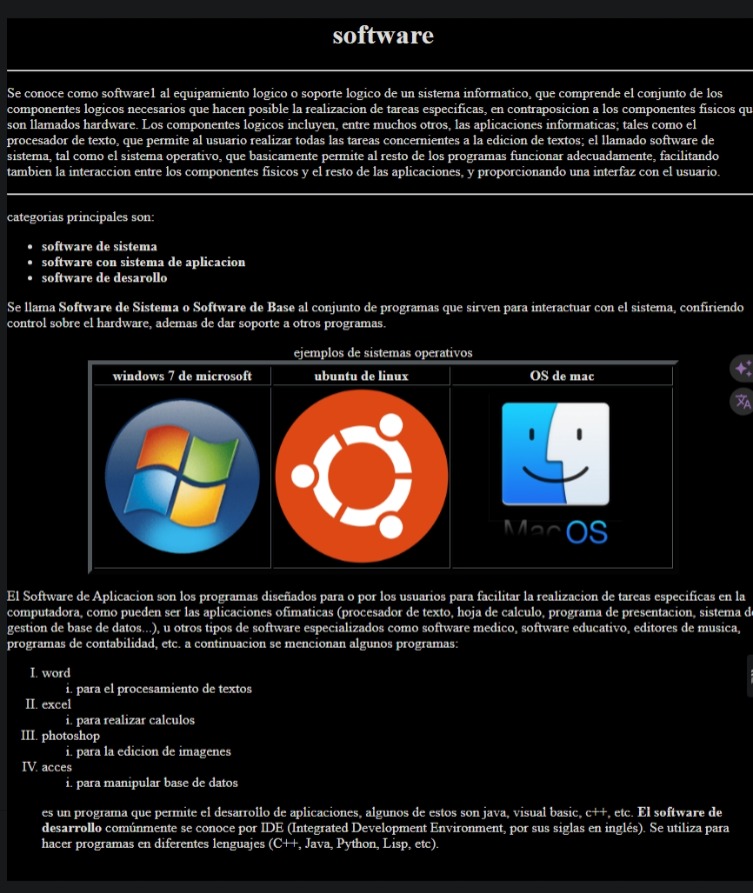 software
Se conoce como software1 al equipamiento logico o soporte logico de un sistema informatico, que comprende el conjunto de los
componentes logicos necesarios que hacen posible la realizacion de tareas especificas, en contraposicion a los componentes fisicos qu
son llamados hardware. Los componentes logicos incluyen, entre muchos otros, las aplicaciones informaticas; tales como el
procesador de texto, que permite al usuario realizar todas las tareas concernientes a la edicion de textos; el llamado software de
sistema, tal como el sistema operativo, que basicamente permite al resto de los programas funcionar adecuadamente, facilitando
tambien la interaccion entre los componentes fisicos y el resto de las aplicaciones, y proporcionando una interfaz con el usuario.
categorias principales son:
• software de sistema
• software con sistema de aplicacion
• software de desarollo
Se llama Software de Sistema o Software de Base al conjunto de programas que sirven para interactuar con el sistema, confiriendo
control sobre el hardware, ademas de dar soporte a otros programas.
ejemplos de sistemas operativos
windows 7 de microsoft ubuntu de linux OS de mac
Mac OS
El Software de Aplicacion son los programas diseñados para o por los usuarios para facilitar la realizacion de tareas especificas en la
computadora, como pueden ser las aplicaciones ofimaticas (procesador de texto, hoja de calculo, programa de presentacion, sistema d
gestion de base de datos...), u otros tipos de software especializados como software medico, software educativo, editores de musica,
programas de contabilidad, etc. a continuacion se mencionan algunos programas:
I. word
i. para el procesamiento de textos
II. excel
i. para realizar calculos
III. photoshop
i. para la edicion de imagenes
IV. acces
i. para manipular base de datos
es un programa que permite el desarrollo de aplicaciones, algunos de estos son java, visual basic, c++, etc. El software de
desarrollo comúnmente se conoce por IDE (Integrated Development Environment, por sus siglas en inglés). Se utiliza para
hacer programas en diferentes lenguajes (C++, Java, Python, Lisp, etc).